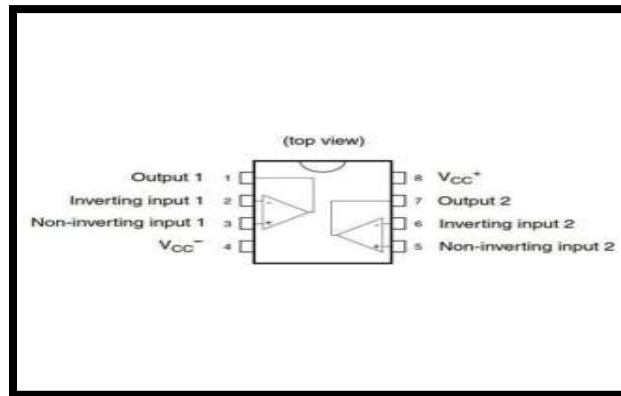 (top view)
Output 1 1 8 VCC+
Inverting input 1 2 7 Output 2
Non-inverting input 1 3 6 Inverting input 2
VCC− 4 5 Non-inverting input 2
- +
- +